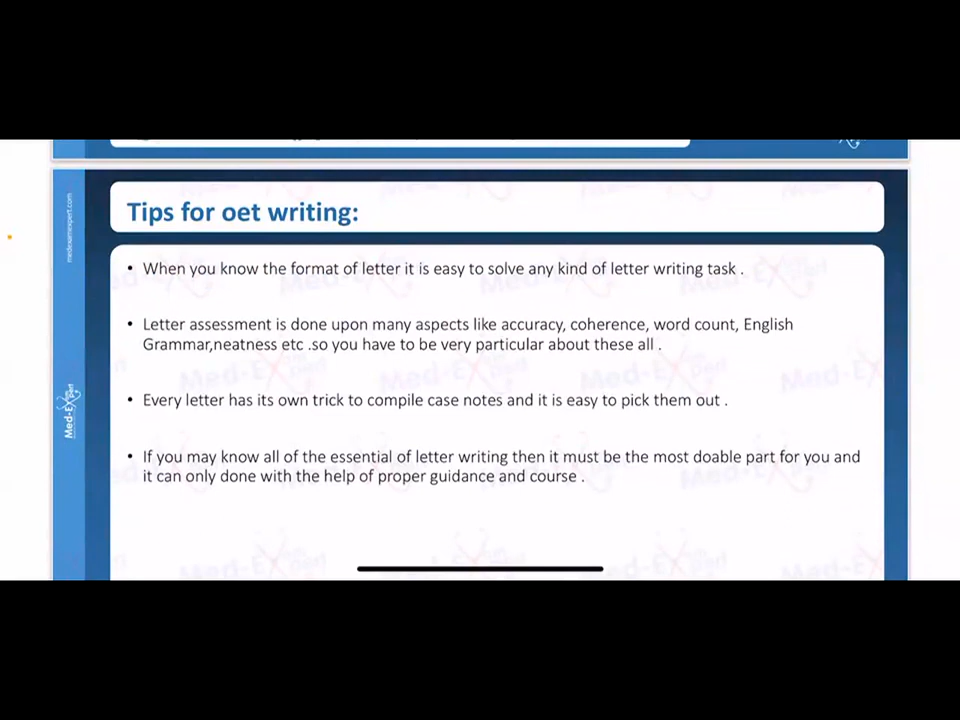 Tips for oet writing:
• When you know the format of letter it is easy to solve any kind of letter writing task .
• Letter assessment is done upon many aspects like accuracy, coherence, word count, English
Grammar,neatness etc .so you have to be very particular about these all .
• Every letter has its own trick to compile case notes and it is easy to pick them out .
• If you may know all of the essential of letter writing then it must be the most doable part for you and
it can only done with the help of proper guidance and course .
medexamexpert.com
Med-Exam Expert